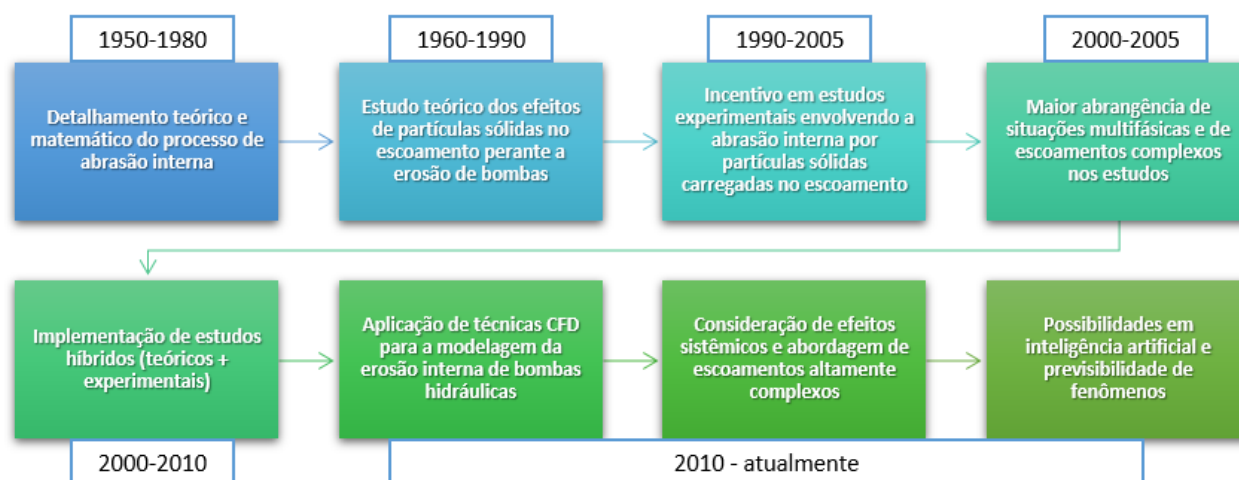 1950-1980
Detalhamento teórico e
matemático do processo de
abrasão interna
1960-1990
Estudo teórico dos efeitos
de partículas sólidas no
escoamento perante a
erosão de bombas
1990-2005
Incentivo em estudos
experimentais envolvendo a
abrasão interna por
partículas sólidas
carregadas no escoamento
2000-2005
Maior abrangência de
situações multifásicas e de
escoamentos complexos
nos estudos
Implementação de estudos
híbridos (teóricos +
experimentais)
2000-2010
Aplicação de técnicas CFD
para a modelagem da
erosão interna de bombas
hidráulicas
Consideração de efeitos
sistêmicos e abordagem de
escoamentos altamente
complexos
Possibilidades em
inteligência artificial e
previsibilidade de
fenômenos
2010 - atualmente